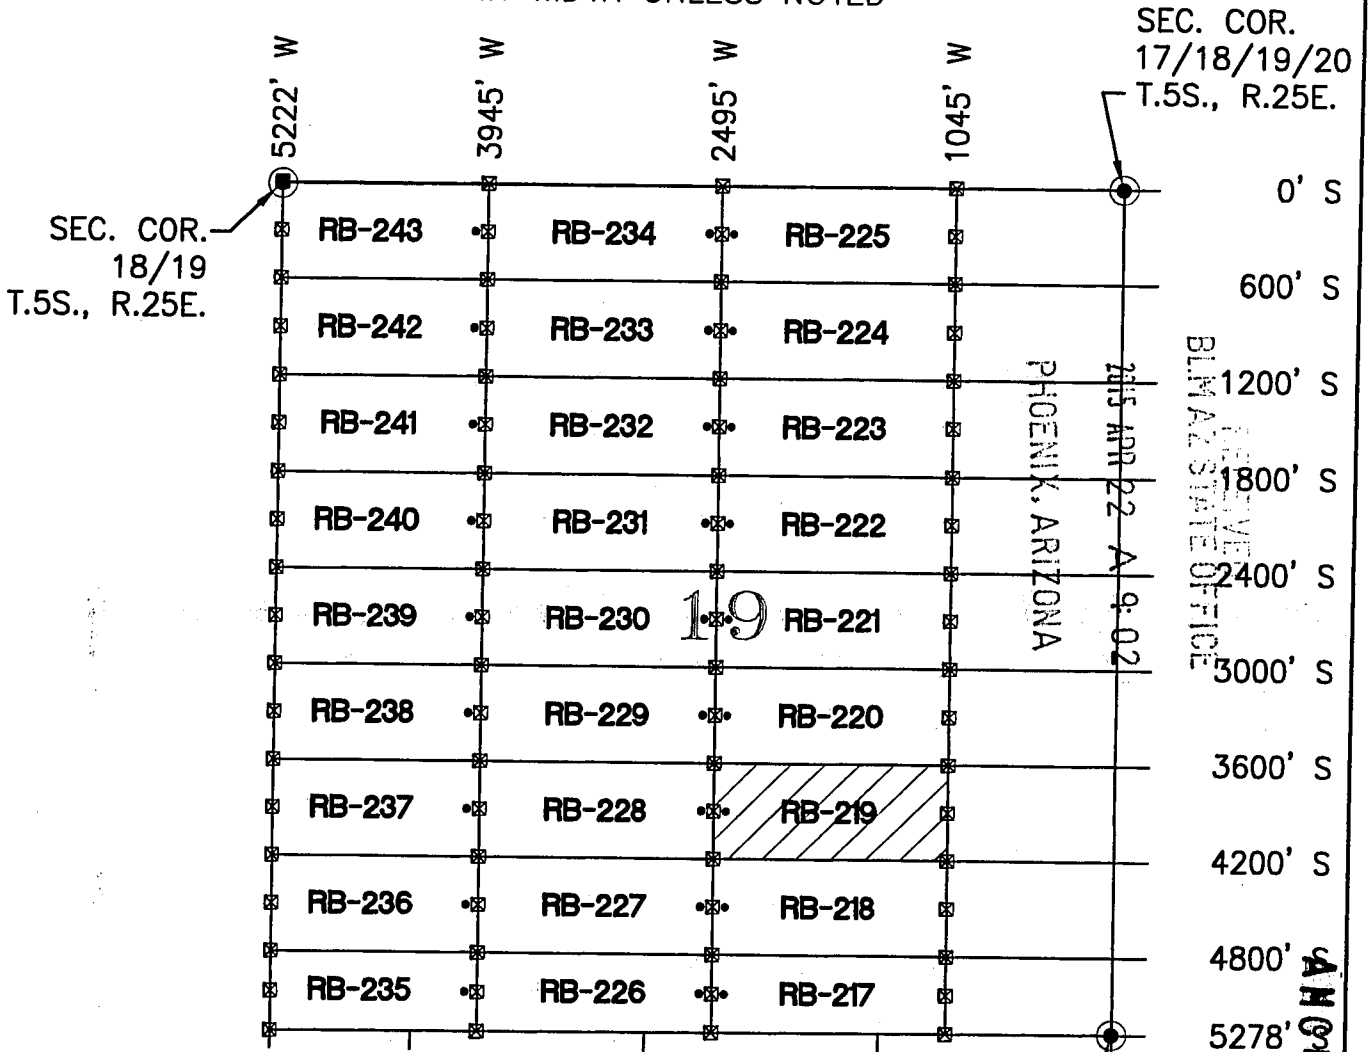 UNLESS NOTED
SEC. COR.
17/18/19/20
T.5S., R.25E.
5222' W
3945' W
2495' W
1045' W
0' S
SEC. COR.
18/19
T.5S., R.25E.
RB-243 RB-234 RB-225
600' S
RB-242 RB-233 RB-224
1200' S
RB-241 RB-232 RB-223
1800' S
RB-240 RB-231 RB-222
2400' S
RB-239 RB-230 19 RB-221
3000' S
RB-238 RB-229 RB-220
3600' S
RB-237 RB-228 RB-219
4200' S
RB-236 RB-227 RB-218
4800' S
RB-235 RB-226 RB-217
5278' S
BLM AZ STATE OFFICE
2015 APR 22 A 9:02
PHOENIX, ARIZONA